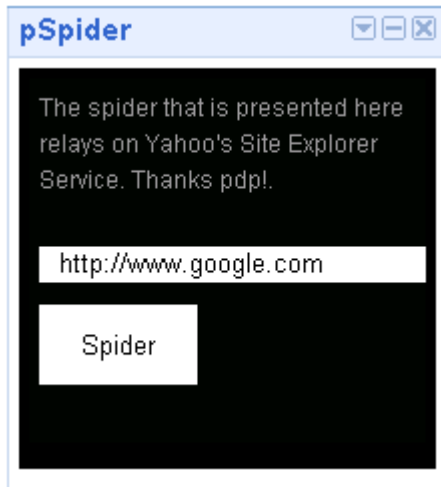 pSpider
The spider that is presented here
relays on Yahoo's Site Explorer
Service. Thanks pdp!.
http://www.google.com
Spider